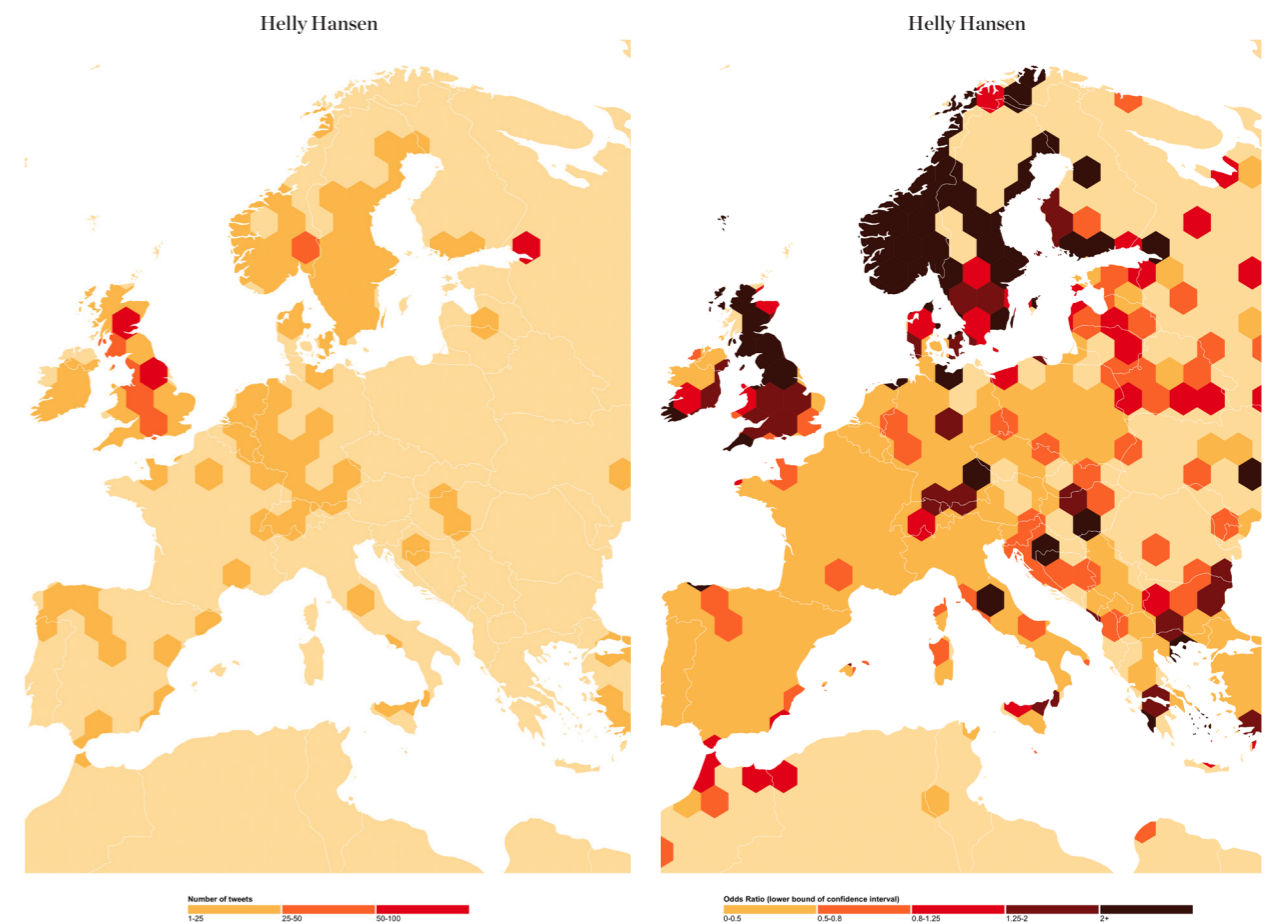 Helly Hansen
Helly Hansen
Number of tweets
1-25 25-50 50-100
Odds Ratio (lower bound of confidence interval)
0-0.5 0.5-0.8 0.8-1.25 1.25-2 2+